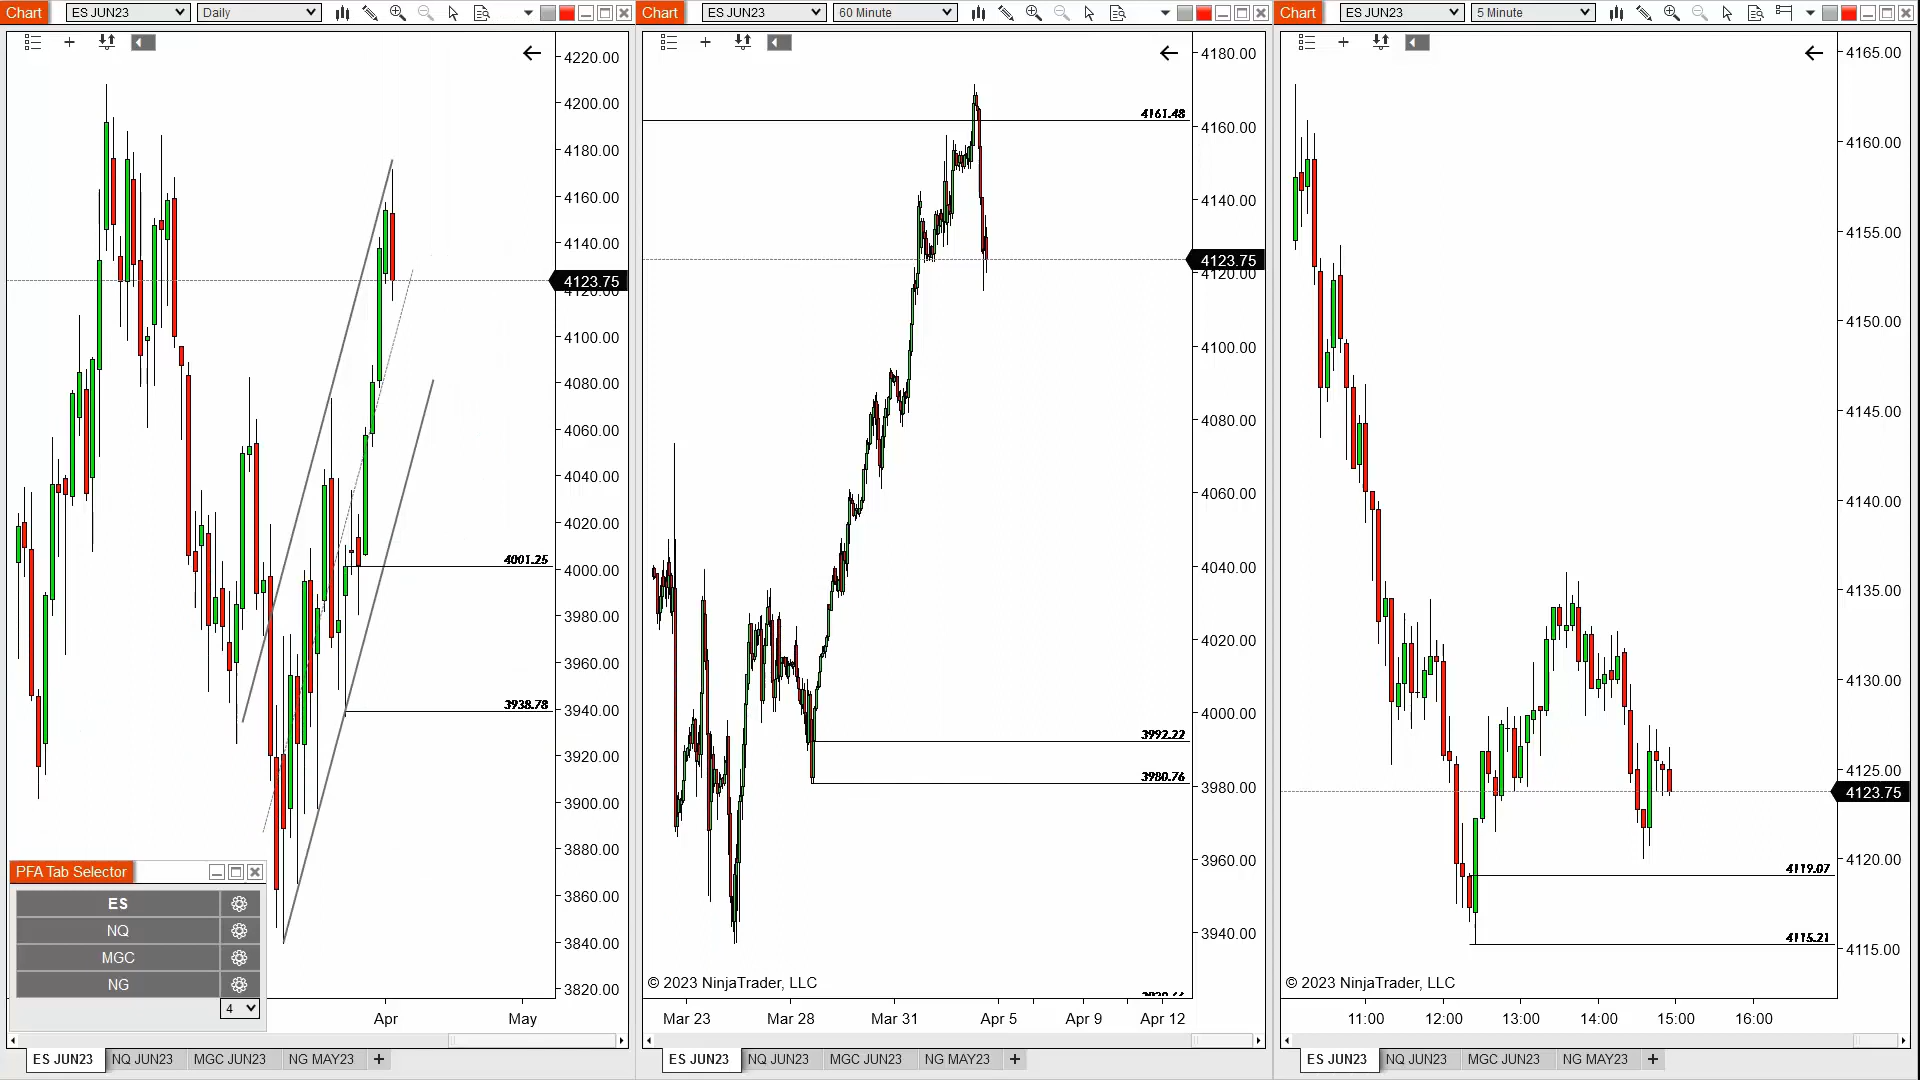 Chart
ES JUN23
Daily
Chart
ES JUN23
60 Minute
Chart
ES JUN23
5 Minute
4220.00
4200.00
4180.00
4160.00
4140.00
4123.75
4120.00
4100.00
4080.00
4060.00
4040.00
4020.00
4001.25
4000.00
3980.00
3960.00
3938.78
3940.00
3920.00
3900.00
3880.00
3860.00
3840.00
3820.00
Apr
May
PFA Tab Selector
ES
NQ
MGC
NG
4
ES JUN23
NQ JUN23
MGC JUN23
NG MAY23
+
4180.00
4161.48
4160.00
4140.00
4123.75
4120.00
4100.00
4080.00
4060.00
4040.00
4020.00
4000.00
3992.22
3980.76
3980.00
3960.00
3940.00
© 2023 NinjaTrader, LLC
Mar 23
Mar 28
Mar 31
Apr 5
Apr 9
Apr 12
ES JUN23
NQ JUN23
MGC JUN23
NG MAY23
+
4165.00
4160.00
4155.00
4150.00
4145.00
4140.00
4135.00
4130.00
4125.00
4123.75
4120.00
4119.07
4115.21
4115.00
© 2023 NinjaTrader, LLC
11:00
12:00
13:00
14:00
15:00
16:00
ES JUN23
NQ JUN23
MGC JUN23
NG MAY23
+